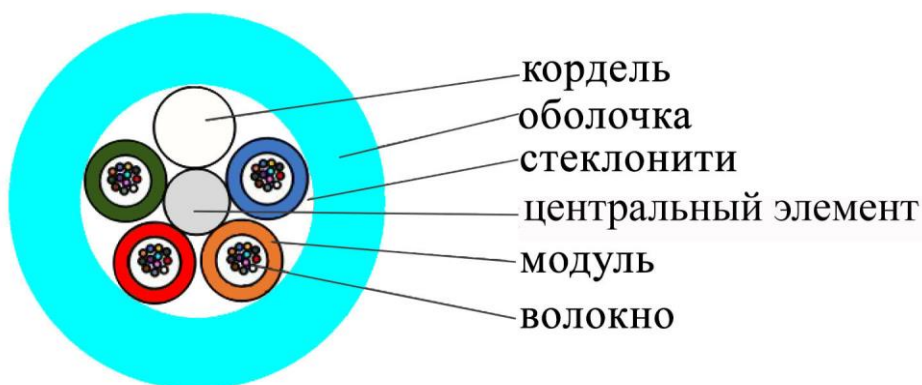 кордель
оболочка
стеклонити
центральный элемент
модуль
волокно